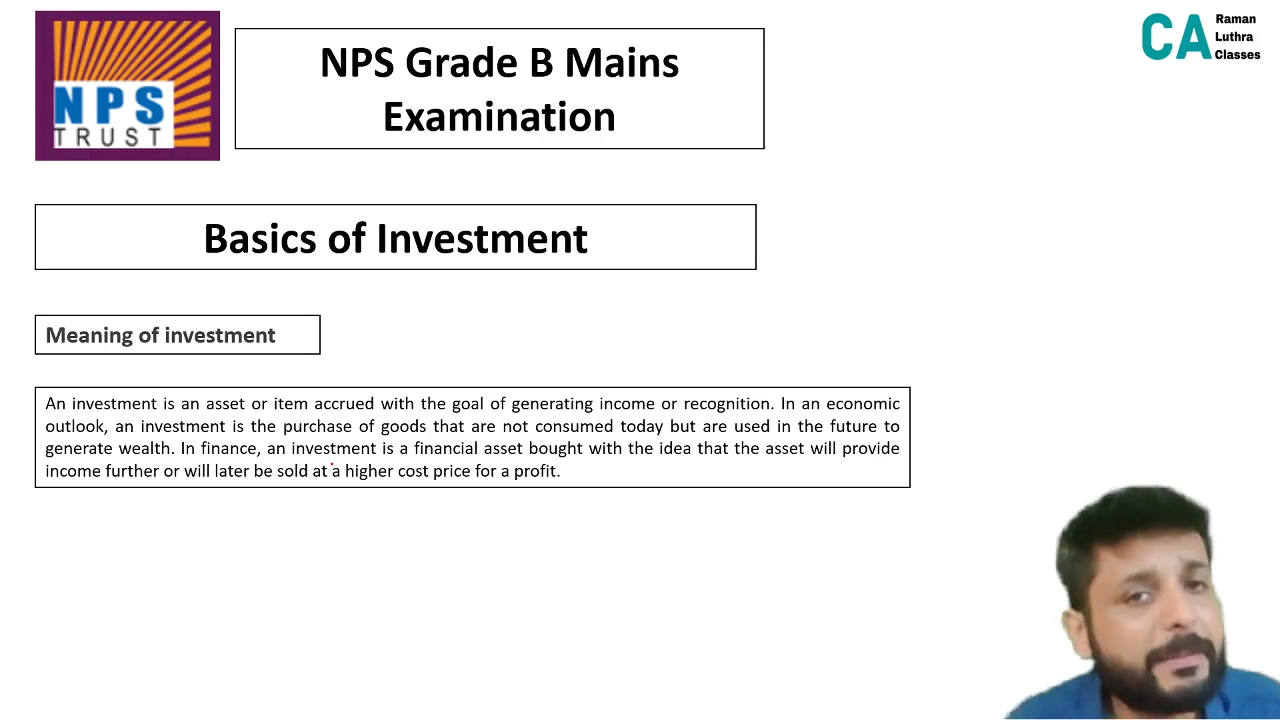 NPS
TRUST
NPS Grade B Mains
Examination
CA
Raman
Luthra
Classes
Basics of Investment
Meaning of investment
An investment is an asset or item accrued with the goal of generating income or recognition. In an economic
outlook, an investment is the purchase of goods that are not consumed today but are used in the future to
generate wealth. In finance, an investment is a financial asset bought with the idea that the asset will provide
income further or will later be sold at a higher cost price for a profit.